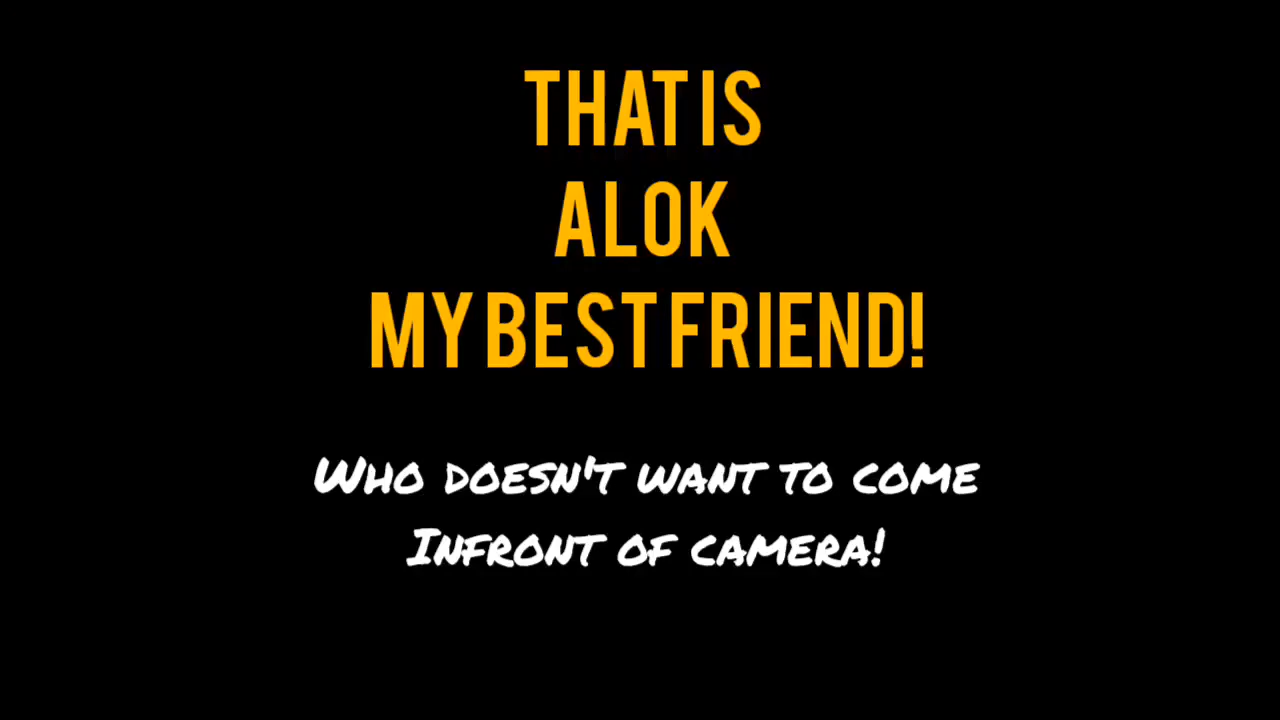 THAT IS
ALOK
MY BEST FRIEND!
WHO DOESN'T WANT TO COME
INFRONT OF CAMERA!